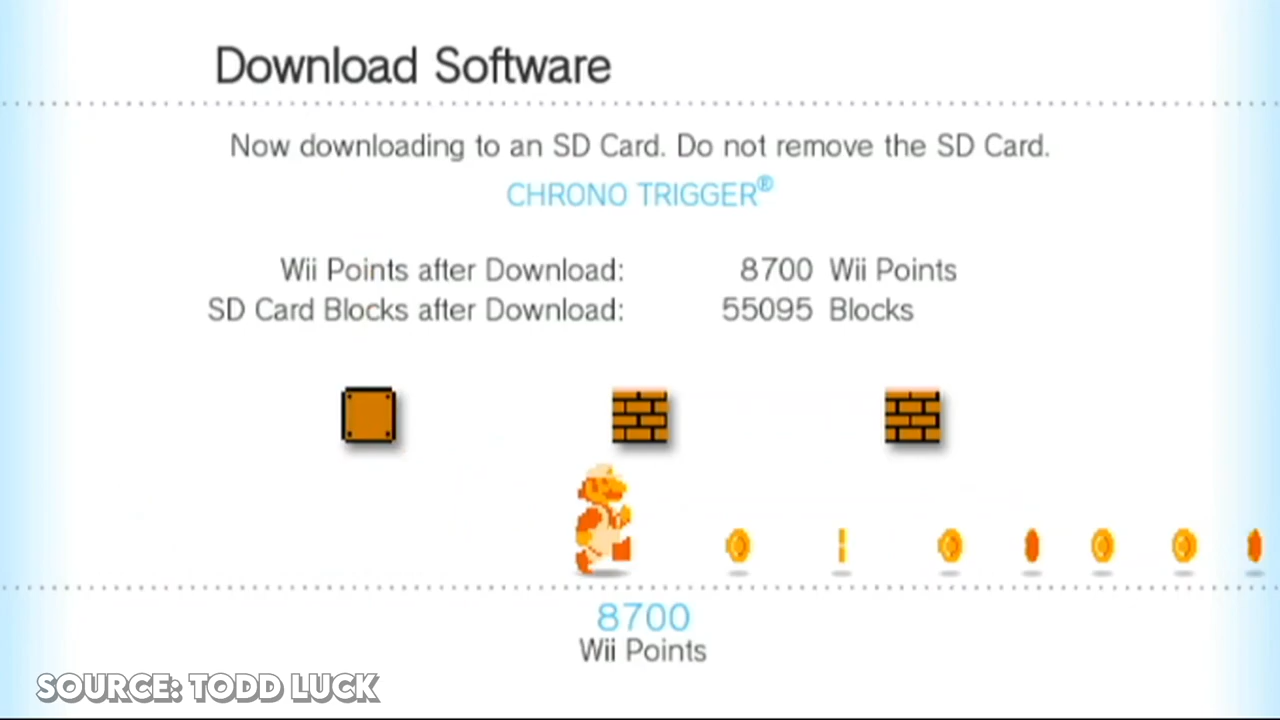 Download Software
Now downloading to an SD Card. Do not remove the SD Card.
CHRONO TRIGGER®
Wii Points after Download: 8700 Wii Points
SD Card Blocks after Download: 55095 Blocks
8700
Wii Points
SOURCE: TODD LUCK